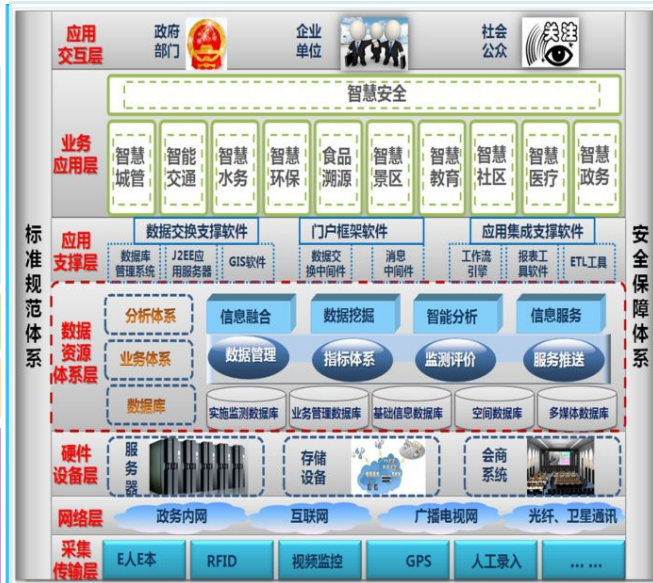 应用
交互层
政府
部门
企业
单位
社会
公众
关注
业务
应用层
智慧安全
智慧
城管
智能
交通
智慧
水务
智慧
环保
食品
溯源
智慧
景区
智慧
教育
智慧
社区
智慧
医疗
智慧
政务
标准规范体系
安全保障体系
应用
支撑层
数据交换支撑软件
门户框架软件
应用集成支撑软件
数据库
管理系统
J2EE应
用服务器
GIS软件
数据交
换中间件
消息
中间件
工作流
引擎
报表工
具软件
ETL工具
数据
资源
体系层
分析体系
信息融合
数据挖掘
智能分析
信息服务
业务体系
数据管理
指标体系
监测评价
服务推送
数据库
实施监测数据库
业务管理数据库
基础信息数据库
空间数据库
多媒体数据库
硬件
设备层
服务器
存储
设备
会商
系统
网络层
政务内网
互联网
广播电视网
光纤、卫星通讯
采集
传输层
E人E本
RFID
视频监控
GPS
人工录入
... ...